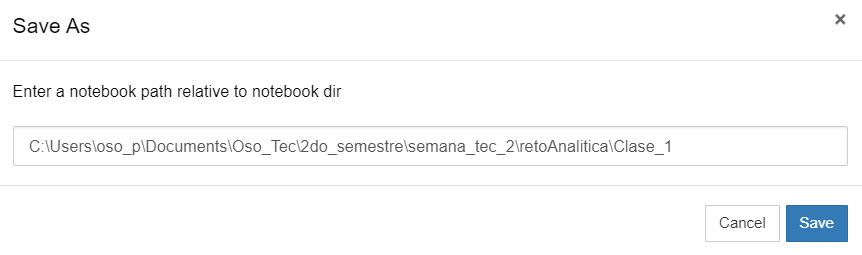 Save As
×
Enter a notebook path relative to notebook dir
C:\Users\oso_p\Documents\Oso_Tec\2do_semestre\semana_tec_2\retoAnalitica\Clase_1
Cancel Save